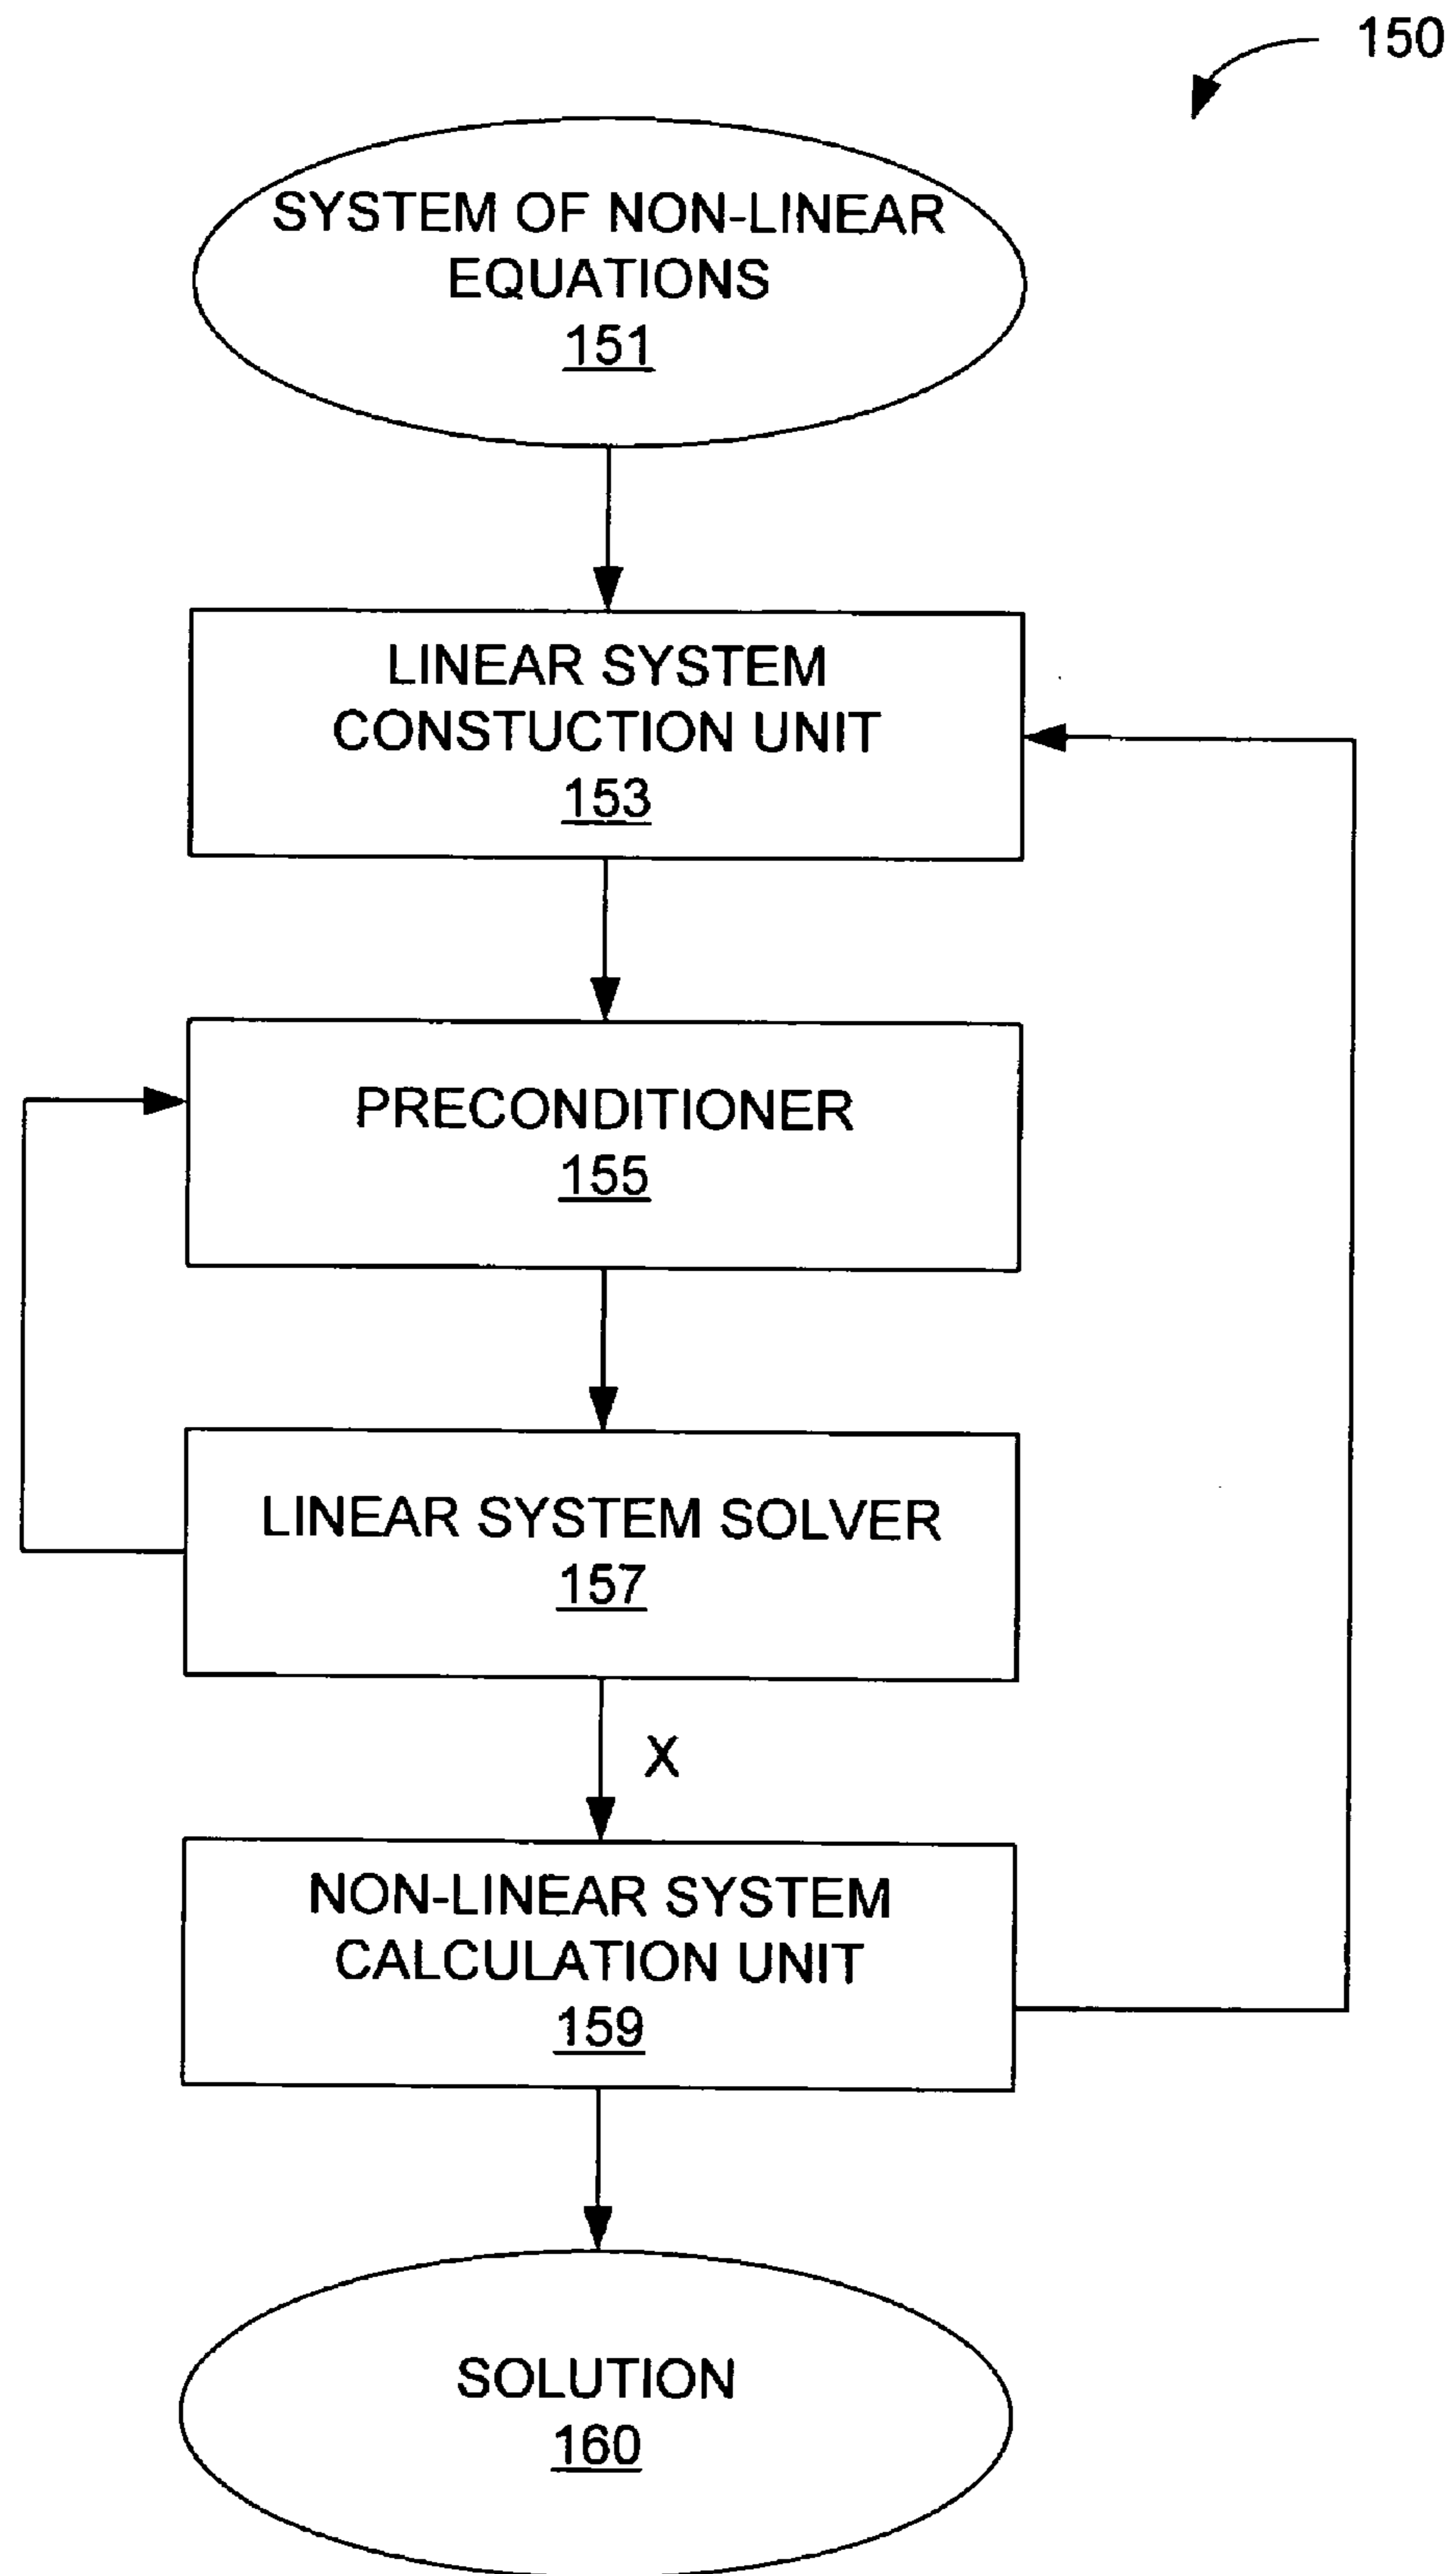 150
SYSTEM OF NON-LINEAR
EQUATIONS
151
LINEAR SYSTEM
CONSTUCTION UNIT
153
PRECONDITIONER
155
LINEAR SYSTEM SOLVER
157
X
NON-LINEAR SYSTEM
CALCULATION UNIT
159
SOLUTION
160